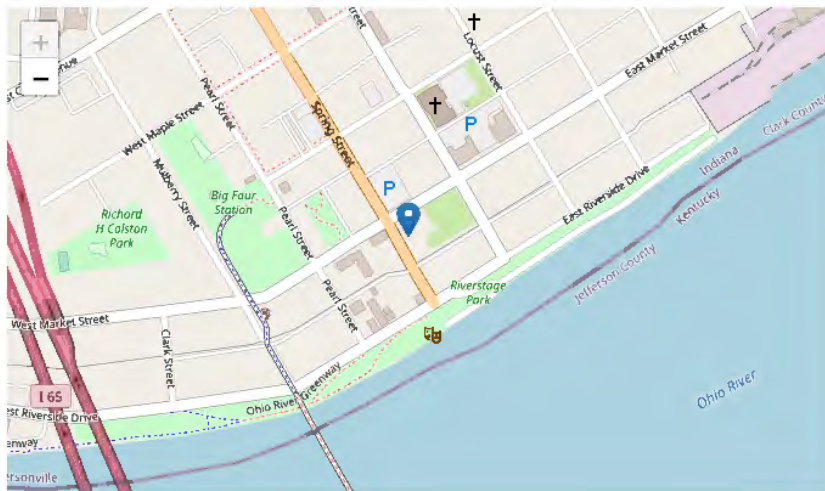 +
−
Locust Street
East Market Street
Avenue
Pearl Street
Spring Street
P
West Maple Street
Clark County
Indiana
Kentucky
Mulberry Street
Big Four
Station
P
East Riverside Drive
Richard
H Colston
Park
Pearl Street
Jefferson County
Riverstage
Park
Pearl Street
West Market Street
Clark Street
I 65
Ohio River Greenway
Ohio River
est Riverside Drive
enway
ersonville